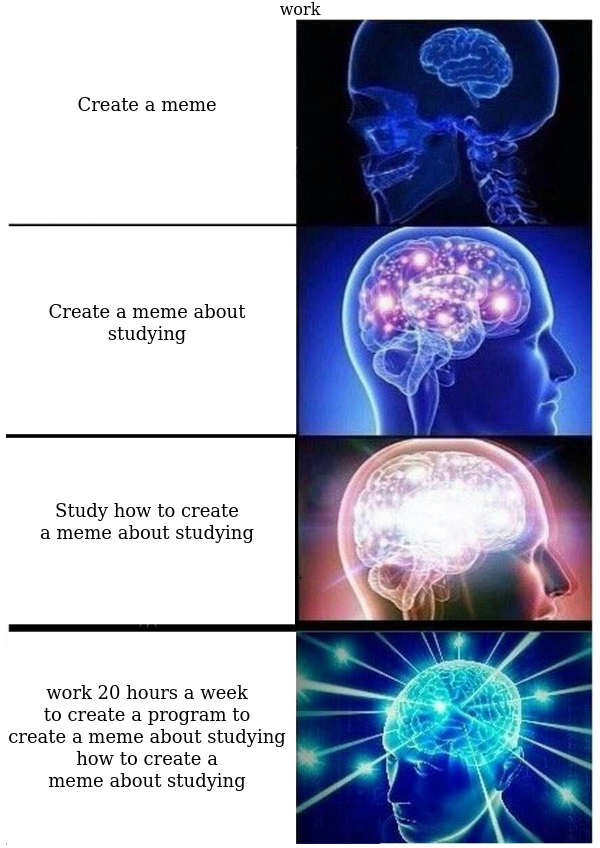 work
Create a meme
Create a meme about
studying
Study how to create
a meme about studying
work 20 hours a week
to create a program to
create a meme about studying
how to create a
meme about studying